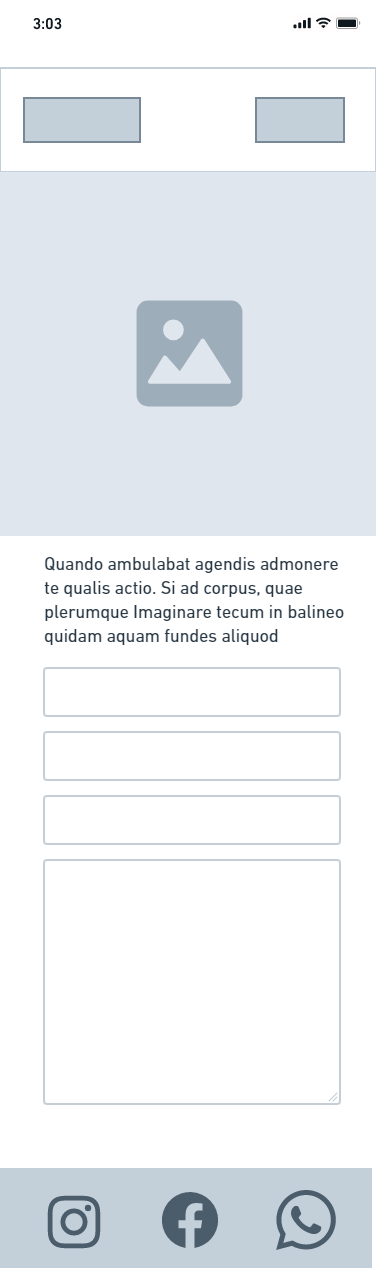 3:03
Quando ambulabat agendis admonere
te qualis actio. Si ad corpus, quae
plerumque Imaginare tecum in balineo
quidam aquam fundes aliquod